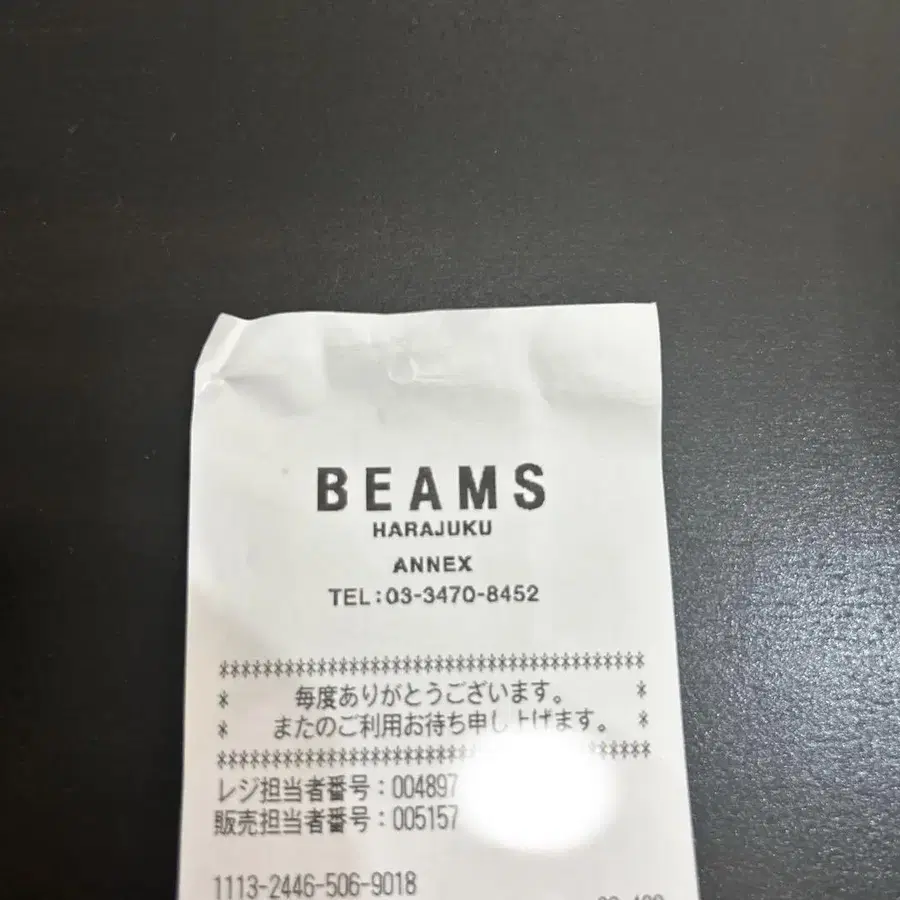 BEAMS
HARAJUKU
ANNEX
TEL:03-3470-8452
****************************************
* 毎度ありがとうございます。 *
* またのご利用お待ち申し上げます。 *
****************************************
レジ担当者番号:004897
販売担当者番号:005157
1113-2446-506-9018